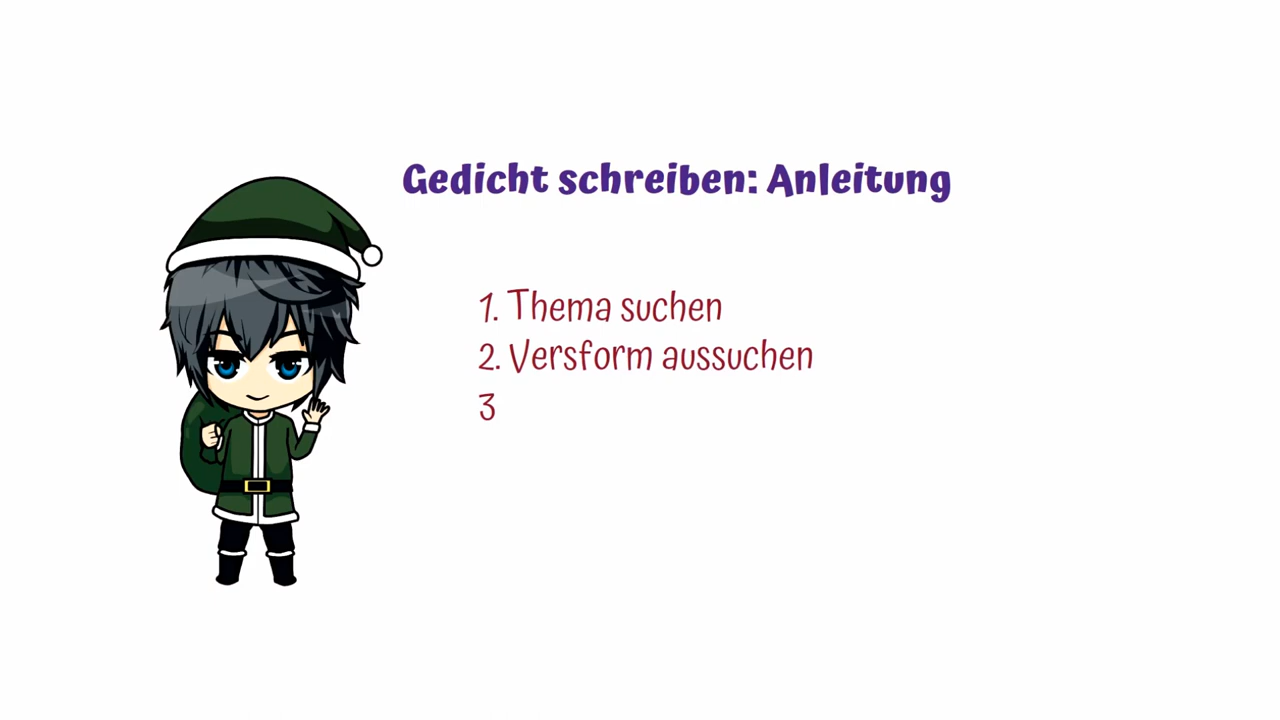 Gedicht schreiben: Anleitung
1. Thema suchen
2. Versform aussuchen
3